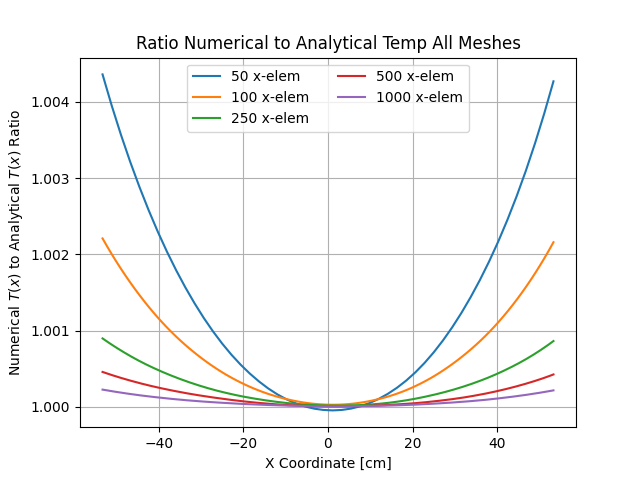 Ratio Numerical to Analytical Temp All Meshes
50 x-elem
100 x-elem
250 x-elem
500 x-elem
1000 x-elem
Numerical T(x) to Analytical T(x) Ratio
1.004
1.003
1.002
1.001
1.000
−40
−20
0
20
40
X Coordinate [cm]